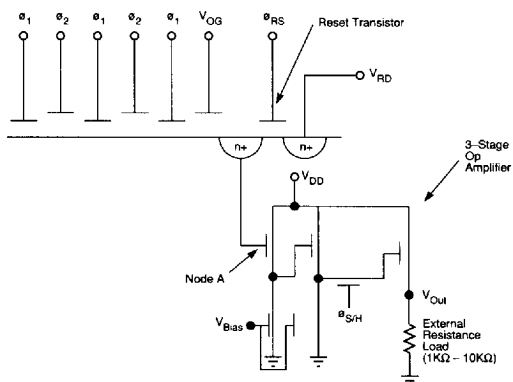 ø1 ø2 ø1 ø2 ø1 VOG øRS
Reset Transistor
VRD
n+ n+
3–Stage
Op
Amplifier
VDD
Node A
øS/H
VOut
VBias
External
Resistance
Load
(1KΩ – 10KΩ)